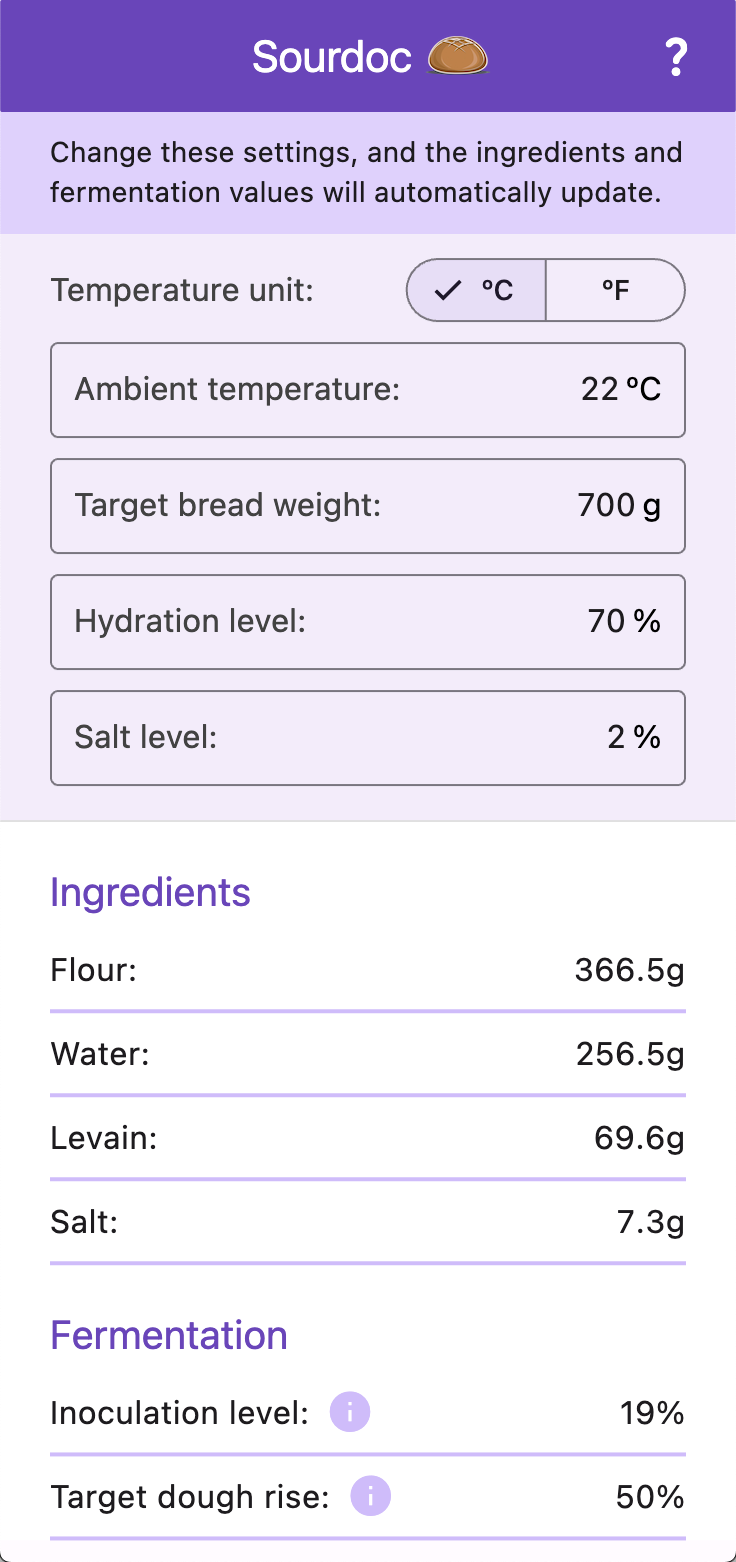 Sourdoc
?
Change these settings, and the ingredients and
fermentation values will automatically update.
Temperature unit: ✓ ºC ºF
Ambient temperature: 22 ºC
Target bread weight: 700 g
Hydration level: 70 %
Salt level: 2 %
Ingredients
Flour: 366.5g
Water: 256.5g
Levain: 69.6g
Salt: 7.3g
Fermentation
Inoculation level: i 19%
Target dough rise: i 50%